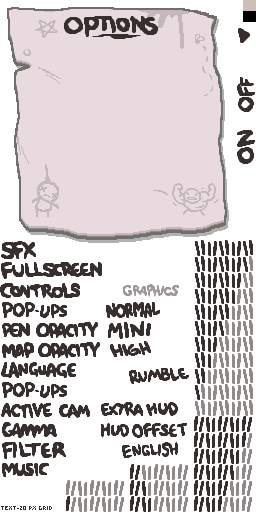 OPTIONS
ON OFF
SFX
FULLSCREEN
CONTROLS GRAPHICS
POP-UPS NORMAL
PEN OPACITY MINI
MAP OPACITY HIGH
LANGUAGE RUMBLE
POP-UPS
ACTIVE CAM EXTRA HUD
GAMMA HUD OFFSET
FILTER ENGLISH
MUSIC
TEXT-20 PX GRID